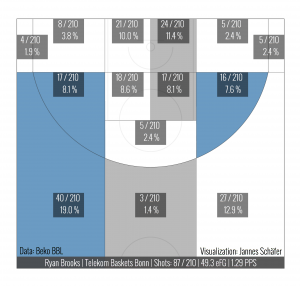 8 / 210
3.8 %
21 / 210
10.0 %
24 / 210
11.4 %
5 / 210
2.4 %
4 / 210
1.9 %
5 / 210
2.4 %
17 / 210
8.1 %
18 / 210
8.6 %
17 / 210
8.1 %
16 / 210
7.6 %
5 / 210
2.4 %
40 / 210
19.0 %
3 / 210
1.4 %
27 / 210
12.9 %
Data: Beko BBL
Visualization: Jannes Schäfer
Ryan Brooks | Telekom Baskets Bonn | Shots: 87 / 210 | 49.3 eFG | 1.29 PPS